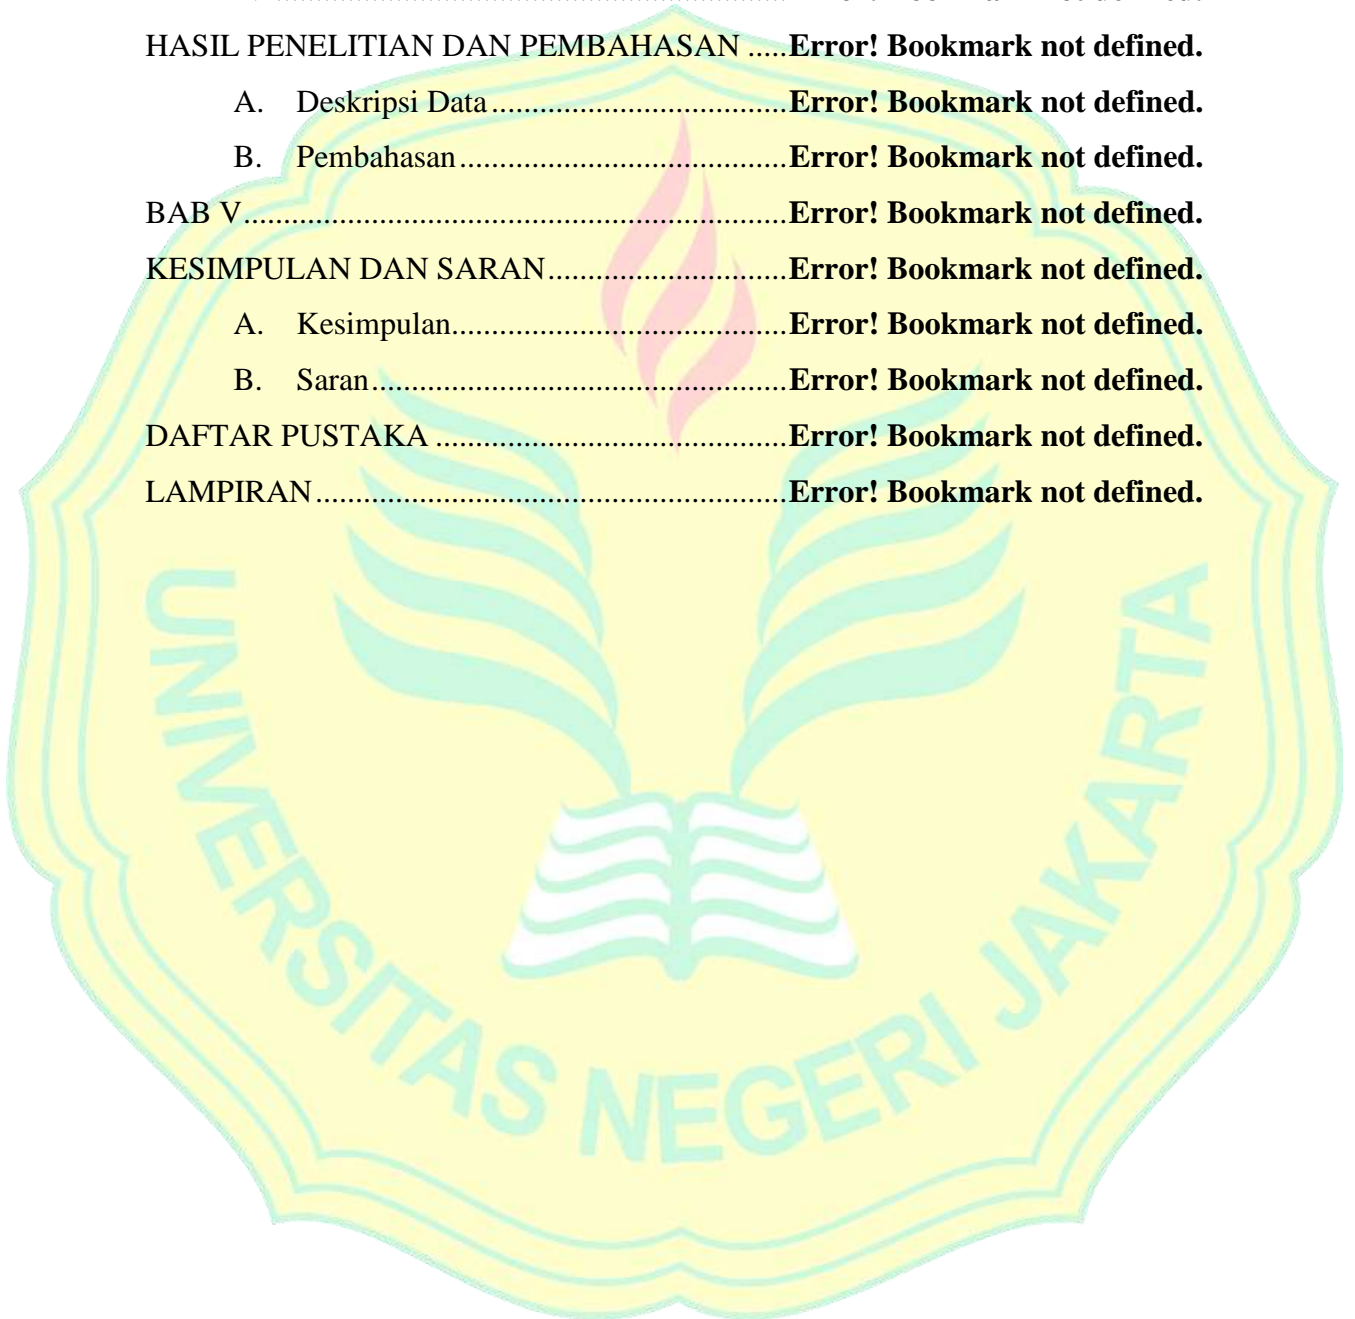 HASIL PENELITIAN DAN PEMBAHASAN .....Error! Bookmark not defined.
A. Deskripsi Data.....................................Error! Bookmark not defined.
B. Pembahasan.........................................Error! Bookmark not defined.
BAB V....................................................................Error! Bookmark not defined.
KESIMPULAN DAN SARAN..............................Error! Bookmark not defined.
A. Kesimpulan..........................................Error! Bookmark not defined.
B. Saran....................................................Error! Bookmark not defined.
DAFTAR PUSTAKA ............................................Error! Bookmark not defined.
LAMPIRAN...........................................................Error! Bookmark not defined.
UNIVERSITAS NEGERI JAKARTA